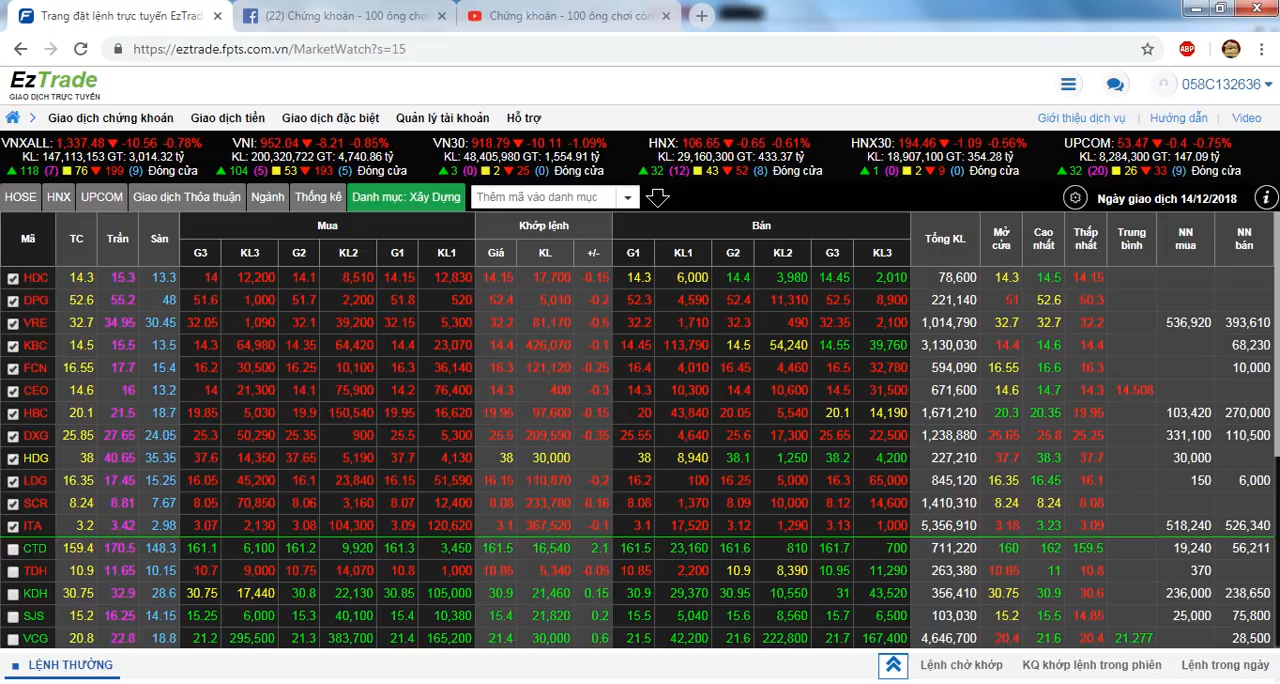 Trang đặt lệnh trực tuyến EzTrad
(22) Chứng khoán - 100 ông chơ
Chứng khoán - 100 ông chơi còn
https://eztrade.fpts.com.vn/MarketWatch?s=15
ABP
EzTrade
GIAO DỊCH TRỰC TUYẾN
058C132636
Giao dịch chứng khoán Giao dịch tiền Giao dịch đặc biệt Quản lý tài khoản Hỗ trợ Giới thiệu dịch vụ | Hướng dẫn | Video
VNXALL: 1,337.48 ▼ -10.56 -0.78% VNI: 952.04 ▼ -8.21 -0.85% VN30: 918.79 ▼ -10.11 -1.09% HNX: 106.65 ▼ -0.65 -0.61% HNX30: 194.46 ▼ -1.09 -0.56% UPCOM: 53.47 ▼ -0.4 -0.75%
KL: 147,113,153 GT: 3,014.32 tỷ KL: 200,320,722 GT: 4,740.86 tỷ KL: 48,405,980 GT: 1,554.91 tỷ KL: 29,160,300 GT: 433.37 tỷ KL: 18,907,100 GT: 354.28 tỷ KL: 8,284,300 GT: 147.09 tỷ
▲ 118 (7) ■ 76 ▼ 199 (9) Đóng cửa ▲ 104 (5) ■ 53 ▼ 193 (5) Đóng cửa ▲ 3 (0) ■ 2 ▼ 25 (0) Đóng cửa ▲ 32 (12) ■ 43 ▼ 52 (8) Đóng cửa ▲ 1 (0) ■ 2 ▼ 9 (0) Đóng cửa ▲ 32 (20) ■ 26 ▼ 33 (9) Đóng cửa
HOSE HNX UPCOM Giao dịch Thỏa thuận Ngành Thống kê Danh mục: Xây Dựng Thêm mã vào danh mục Ngày giao dịch 14/12/2018
Mã TC Trần Sàn Mua Khớp lệnh Bán Tổng KL Mở cửa Cao nhất Thấp nhất Trung bình NN mua NN bán
G3 KL3 G2 KL2 G1 KL1 Giá KL +/- G1 KL1 G2 KL2 G3 KL3
HDC 14.3 15.3 13.3 14 12,200 14.1 8,510 14.15 12,830 14.15 17,700 -0.15 14.3 6,000 14.4 3,980 14.45 2,010 78,600 14.3 14.5 14.15
DPG 52.6 55.2 48 51.6 1,000 51.7 2,200 51.8 520 52.4 5,010 -0.2 52.3 4,590 52.4 11,310 52.5 8,900 221,140 51 52.6 50.3
VRE 32.7 34.95 30.45 32.05 1,090 32.1 39,200 32.15 5,300 32.2 81,170 -0.5 32.2 1,710 32.3 490 32.35 2,100 1,014,790 32.7 32.7 32.2 536,920 393,610
KBC 14.5 15.5 13.5 14.3 64,980 14.35 64,420 14.4 23,070 14.4 426,070 -0.1 14.45 113,790 14.5 54,240 14.55 39,760 3,130,030 14.4 14.6 14.4 68,230
FCN 16.55 17.7 15.4 16.2 30,500 16.25 10,100 16.3 36,140 16.3 121,120 -0.25 16.4 4,010 16.45 4,460 16.5 32,780 594,090 16.55 16.6 16.3 10,000
CEO 14.6 16 13.2 14 21,300 14.1 75,900 14.2 76,400 14.3 400 -0.3 14.3 10,300 14.4 10,600 14.5 31,500 671,600 14.6 14.7 14.3 14.508
HBC 20.1 21.5 18.7 19.85 5,030 19.9 150,540 19.95 16,620 19.95 97,600 -0.15 20 43,840 20.05 5,540 20.1 14,190 1,671,210 20.3 20.35 19.95 103,420 270,000
DXG 25.85 27.65 24.05 25.3 50,290 25.35 900 25.5 5,300 25.5 209,590 -0.35 25.55 4,640 25.6 17,300 25.65 22,500 1,238,880 25.65 25.8 25.25 331,100 110,500
HDG 38 40.65 35.35 37.6 14,350 37.65 5,190 37.7 4,130 38 30,000 38 8,940 38.1 1,250 38.2 4,200 227,210 37.7 38.3 37.7 30,000
LDG 16.35 17.45 15.25 16.05 45,200 16.1 23,840 16.15 51,590 16.15 110,870 -0.2 16.2 100 16.25 5,000 16.3 65,000 845,120 16.35 16.45 16.1 150 6,000
SCR 8.24 8.81 7.67 8.05 70,850 8.06 3,160 8.07 12,400 8.08 233,780 -0.16 8.08 1,370 8.09 10,000 8.12 14,600 1,410,310 8.24 8.24 8.08
ITA 3.2 3.42 2.98 3.07 2,130 3.08 104,300 3.09 120,620 3.1 367,520 -0.1 3.1 17,520 3.12 1,290 3.13 1,000 5,356,910 3.18 3.23 3.09 518,240 526,340
CTD 159.4 170.5 148.3 161.1 6,100 161.2 9,920 161.3 3,450 161.5 16,540 2.1 161.5 23,160 161.6 810 161.7 700 711,220 160 162 159.5 19,240 56,211
TDH 10.9 11.65 10.15 10.7 9,000 10.75 14,070 10.8 1,000 10.85 5,340 -0.05 10.85 2,200 10.9 8,390 10.95 11,290 263,380 10.85 11 10.8 370
KDH 30.75 32.9 28.6 30.75 17,440 30.8 22,130 30.85 105,000 30.9 21,460 0.15 30.9 29,370 30.95 10,550 31 43,520 356,410 30.75 30.9 30.6 236,000 238,650
SJS 15.2 16.25 14.15 15.25 6,000 15.3 40,100 15.4 10,380 15.4 21,820 0.2 15.5 5,040 15.6 8,560 15.7 6,500 103,030 15.2 15.5 14.85 25,000 75,800
VCG 20.8 22.8 18.8 21.2 295,500 21.3 383,700 21.4 165,200 21.4 30,000 0.6 21.5 42,200 21.6 222,800 21.7 167,400 4,646,700 20.4 21.6 20.4 21.277 28,500
LỆNH THƯỜNG Lệnh chờ khớp KQ khớp lệnh trong phiên Lệnh trong ngày